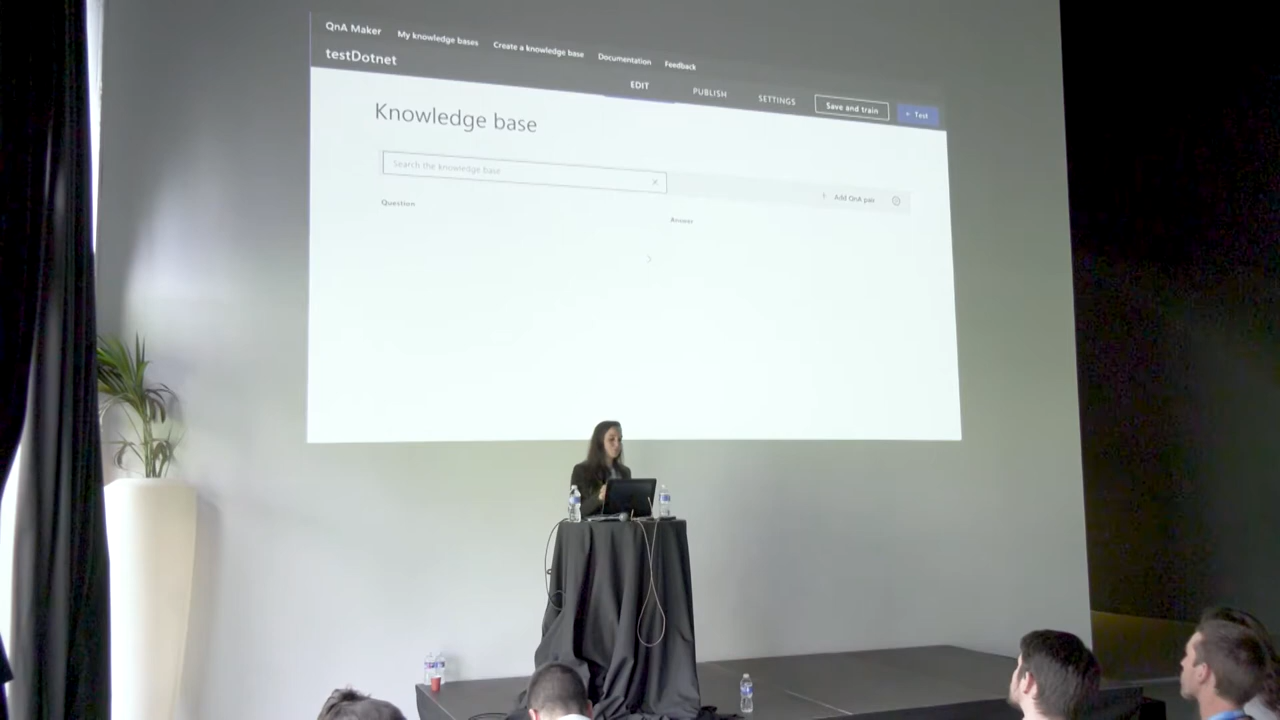 QnA Maker My knowledge bases Create a knowledge base Documentation Feedback
testDotnet
EDIT PUBLISH SETTINGS Save and train Test
Knowledge base
Search the knowledge base
+ Add QnA pair
Question Answer